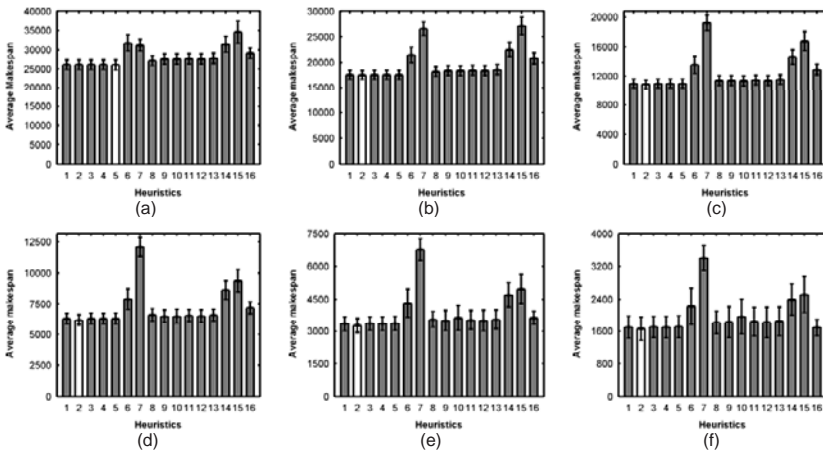 Average Makespan
40000
35000
30000
25000
20000
15000
10000
5000
0
1 2 3 4 5 6 7 8 9 10 11 12 13 14 15 16
Heuristics
(a)
Average makespan
30000
25000
20000
15000
10000
5000
0
1 2 3 4 5 6 7 8 9 10 11 12 13 14 15 16
Heuristics
(b)
Average makespan
20000
16000
12000
8000
4000
0
1 2 3 4 5 6 7 8 9 10 11 12 13 14 15 16
Heuristics
(c)
Average makespan
12500
10000
7500
5000
2500
0
1 2 3 4 5 6 7 8 9 10 11 12 13 14 15 16
Heuristics
(d)
Average makespan
7500
6000
4500
3000
1500
0
1 2 3 4 5 6 7 8 9 10 11 12 13 14 15 16
Heuristics
(e)
Average makespan
4000
3200
2400
1600
800
0
1 2 3 4 5 6 7 8 9 10 11 12 13 14 15 16
Heuristics
(f)